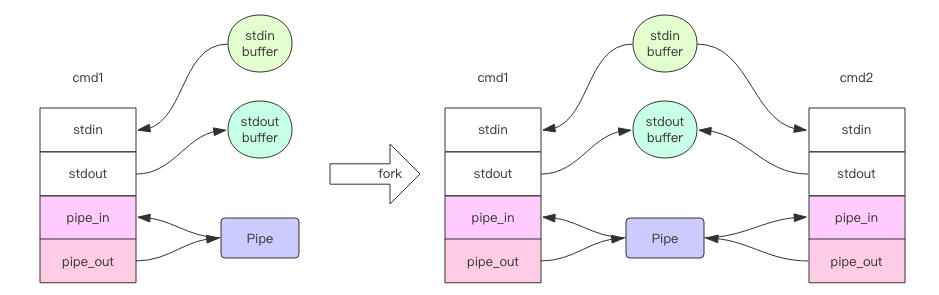 stdin
buffer
cmd1
stdin
stdout
buffer
stdout
pipe_in
Pipe
pipe_out
fork
stdin
buffer
cmd1
cmd2
stdin
stdout
buffer
stdin
stdout
stdout
pipe_in
Pipe
pipe_in
pipe_out
pipe_out